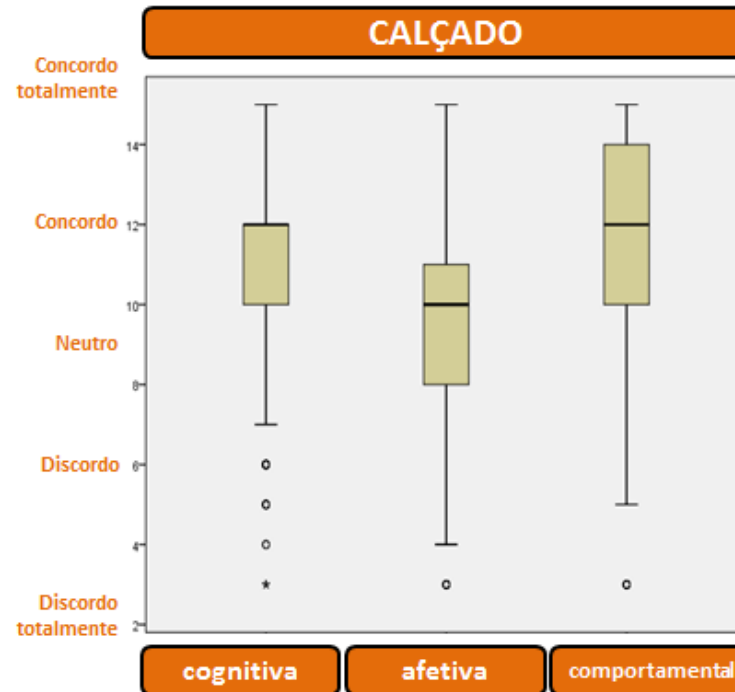 CALÇADO
Concordo
totalmente
14
Concordo
12
10
Neutro
8
Discordo
6
4
Discordo
totalmente
2
cognitiva
afetiva
comportamental